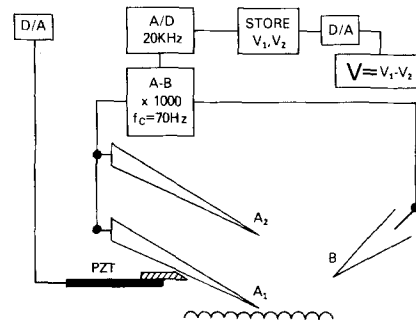 D/A
A/D
20KHz
STORE
V₁,V₂
D/A
V=V₁-V₂
A-B
x 1000
fc=70Hz
A₂
B
PZT
A₁